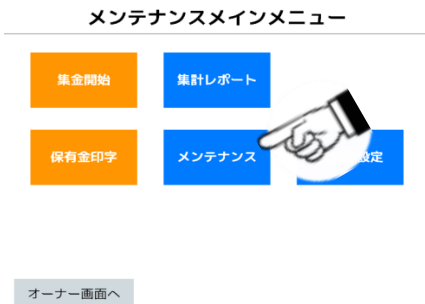 メンテナンスメインメニュー
集金開始
集計レポート
保有金印字
メンテナンス
設定
オーナー画面へ